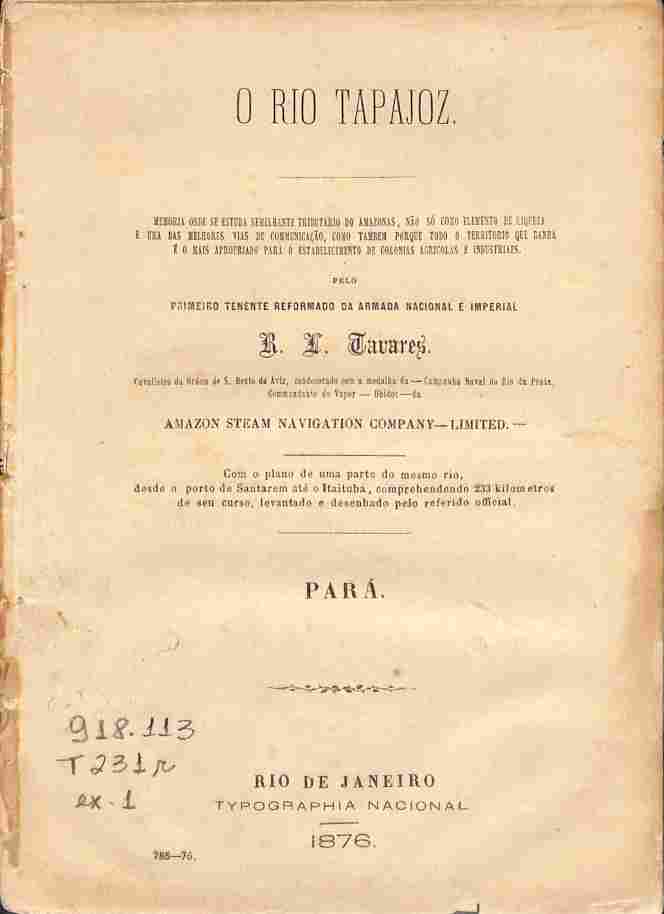 O RIO TAPAJOZ.
MEMORIA ONDE SE ESTUDA SEMELHANTE TRIBUTARIO DO AMAZONAS, NÃO SÓ COMO ELEMENTO DE RIQUEZA
E UMA DAS MELHORES VIAS DE COMMUNICAÇÃO, COMO TAMBEM PORQUE TODO O TERRITORIO QUE BANHA
É O MAIS APROPRIADO PARA O ESTABELECIMENTO DE COLONIAS AGRICOLAS E INDUSTRIAES.
PELO
PRIMEIRO TENENTE REFORMADO DA ARMADA NACIONAL E IMPERIAL
R. L. Tavares.
Cavalleiro da Ordem de S. Bento de Aviz, condecorado com a medalha da — Campanha Naval do Rio da Prata,
Commandante do Vapor — Obidos — da
AMAZON STEAM NAVIGATION COMPANY—LIMITED.—
Com o plano de uma parte do mesmo rio,
desde o porto de Santarem até o Itaituba, comprehendendo 233 kilometros
de seu curso, levantado e desenhado pelo referido official.
PARÁ.
918.113
T231r
ex-1
RIO DE JANEIRO
TYPOGRAPHIA NACIONAL
1876.
785—76.